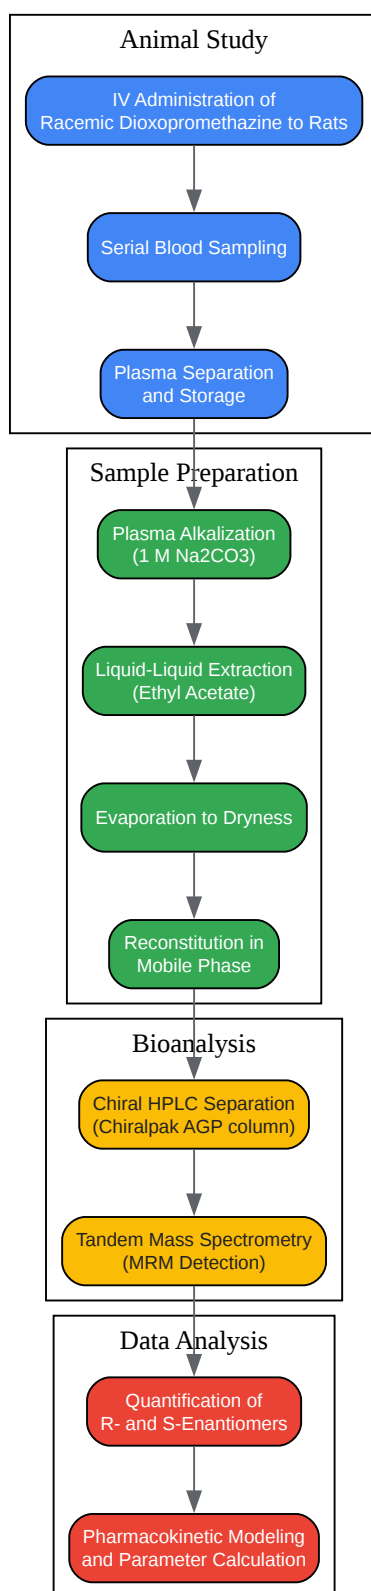 Animal Study
IV Administration of
Racemic Dioxopromethazine to Rats
Serial Blood Sampling
Plasma Separation
and Storage
Sample Preparation
Plasma Alkalization
(1 M Na2CO3)
Liquid-Liquid Extraction
(Ethyl Acetate)
Evaporation to Dryness
Reconstitution in
Mobile Phase
Bioanalysis
Chiral HPLC Separation
(Chiralpak AGP column)
Tandem Mass Spectrometry
(MRM Detection)
Data Analysis
Quantification of
R- and S-Enantiomers
Pharmacokinetic Modeling
and Parameter Calculation